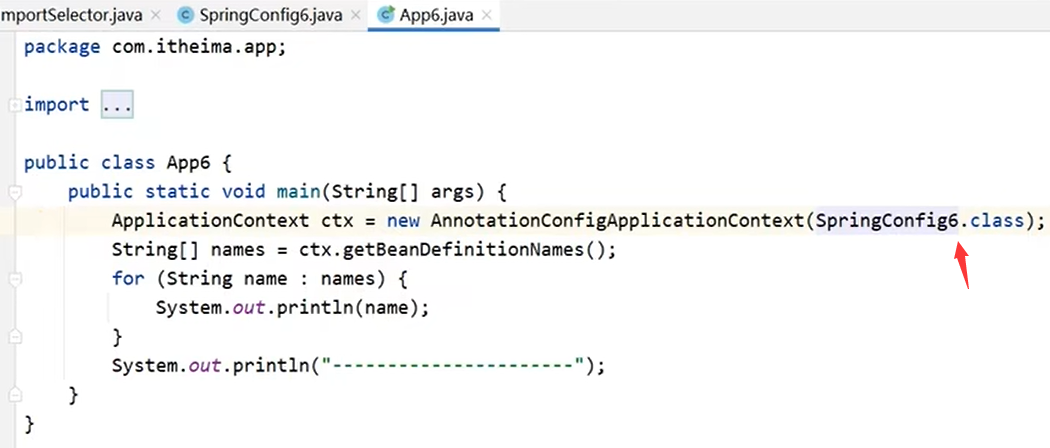 mportSelector.java × SpringConfig6.java × App6.java ×
package com.itheima.app;
import ...
public class App6 {
public static void main(String[] args) {
ApplicationContext ctx = new AnnotationConfigApplicationContext(SpringConfig6.class);
String[] names = ctx.getBeanDefinitionNames();
for (String name : names) {
System.out.println(name);
}
System.out.println("----------------------");
}
}